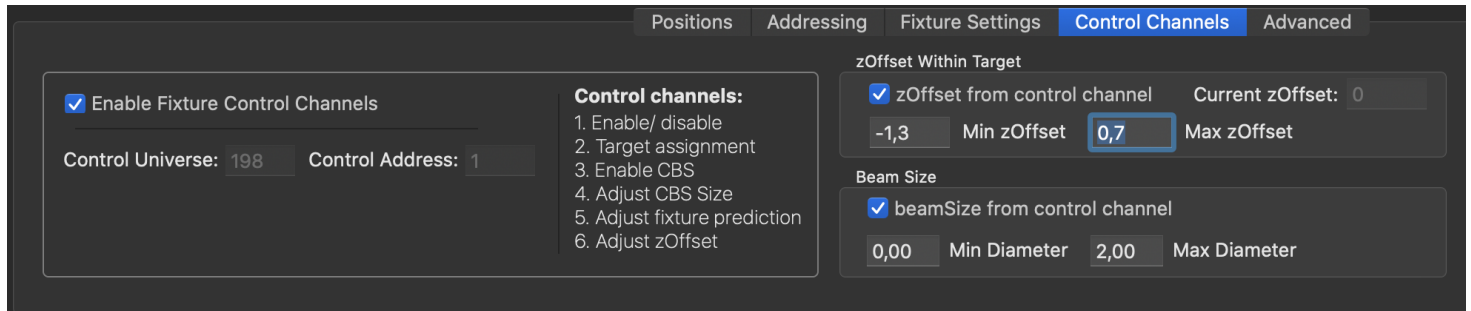 Positions Addressing Fixture Settings Control Channels Advanced
Enable Fixture Control Channels
Control Universe: 198 Control Address: 1
Control channels:
1. Enable/ disable
2. Target assignment
3. Enable CBS
4. Adjust CBS Size
5. Adjust fixture prediction
6. Adjust zOffset
zOffset Within Target
zOffset from control channel Current zOffset: 0
-1,3 Min zOffset 0,7 Max zOffset
Beam Size
beamSize from control channel
0,00 Min Diameter 2,00 Max Diameter